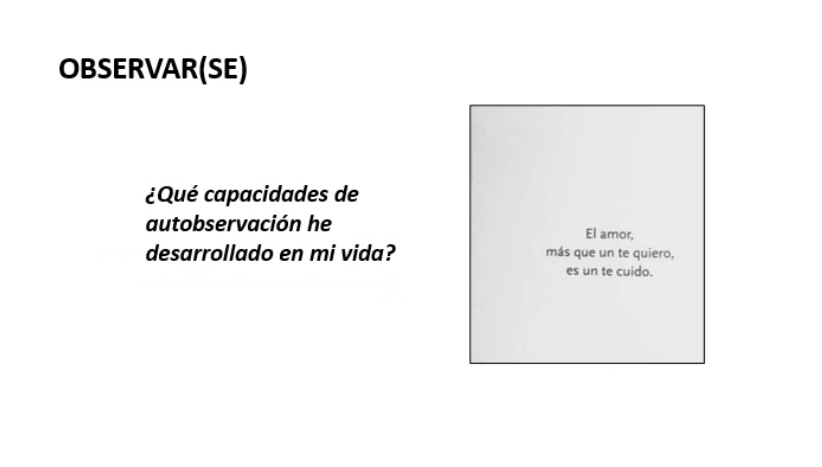 OBSERVAR(SE)
¿Qué capacidades de
autobservación he
desarrollado en mi vida?
El amor,
más que un te quiero,
es un te cuido.